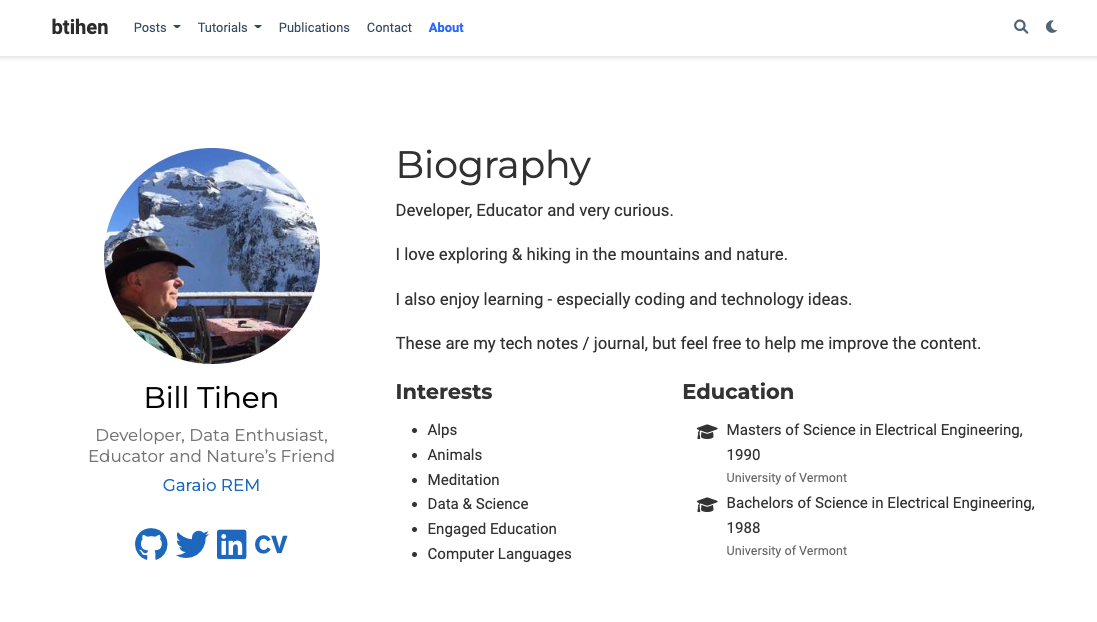 btihen Posts Tutorials Publications Contact About
Biography
Developer, Educator and very curious.
I love exploring & hiking in the mountains and nature.
I also enjoy learning - especially coding and technology ideas.
These are my tech notes / journal, but feel free to help me improve the content.
Bill Tihen
Developer, Data Enthusiast,
Educator and Nature's Friend
Garaio REM
CV
Interests
Alps
Animals
Meditation
Data & Science
Engaged Education
Computer Languages
Education
Masters of Science in Electrical Engineering,
1990
University of Vermont
Bachelors of Science in Electrical Engineering,
1988
University of Vermont